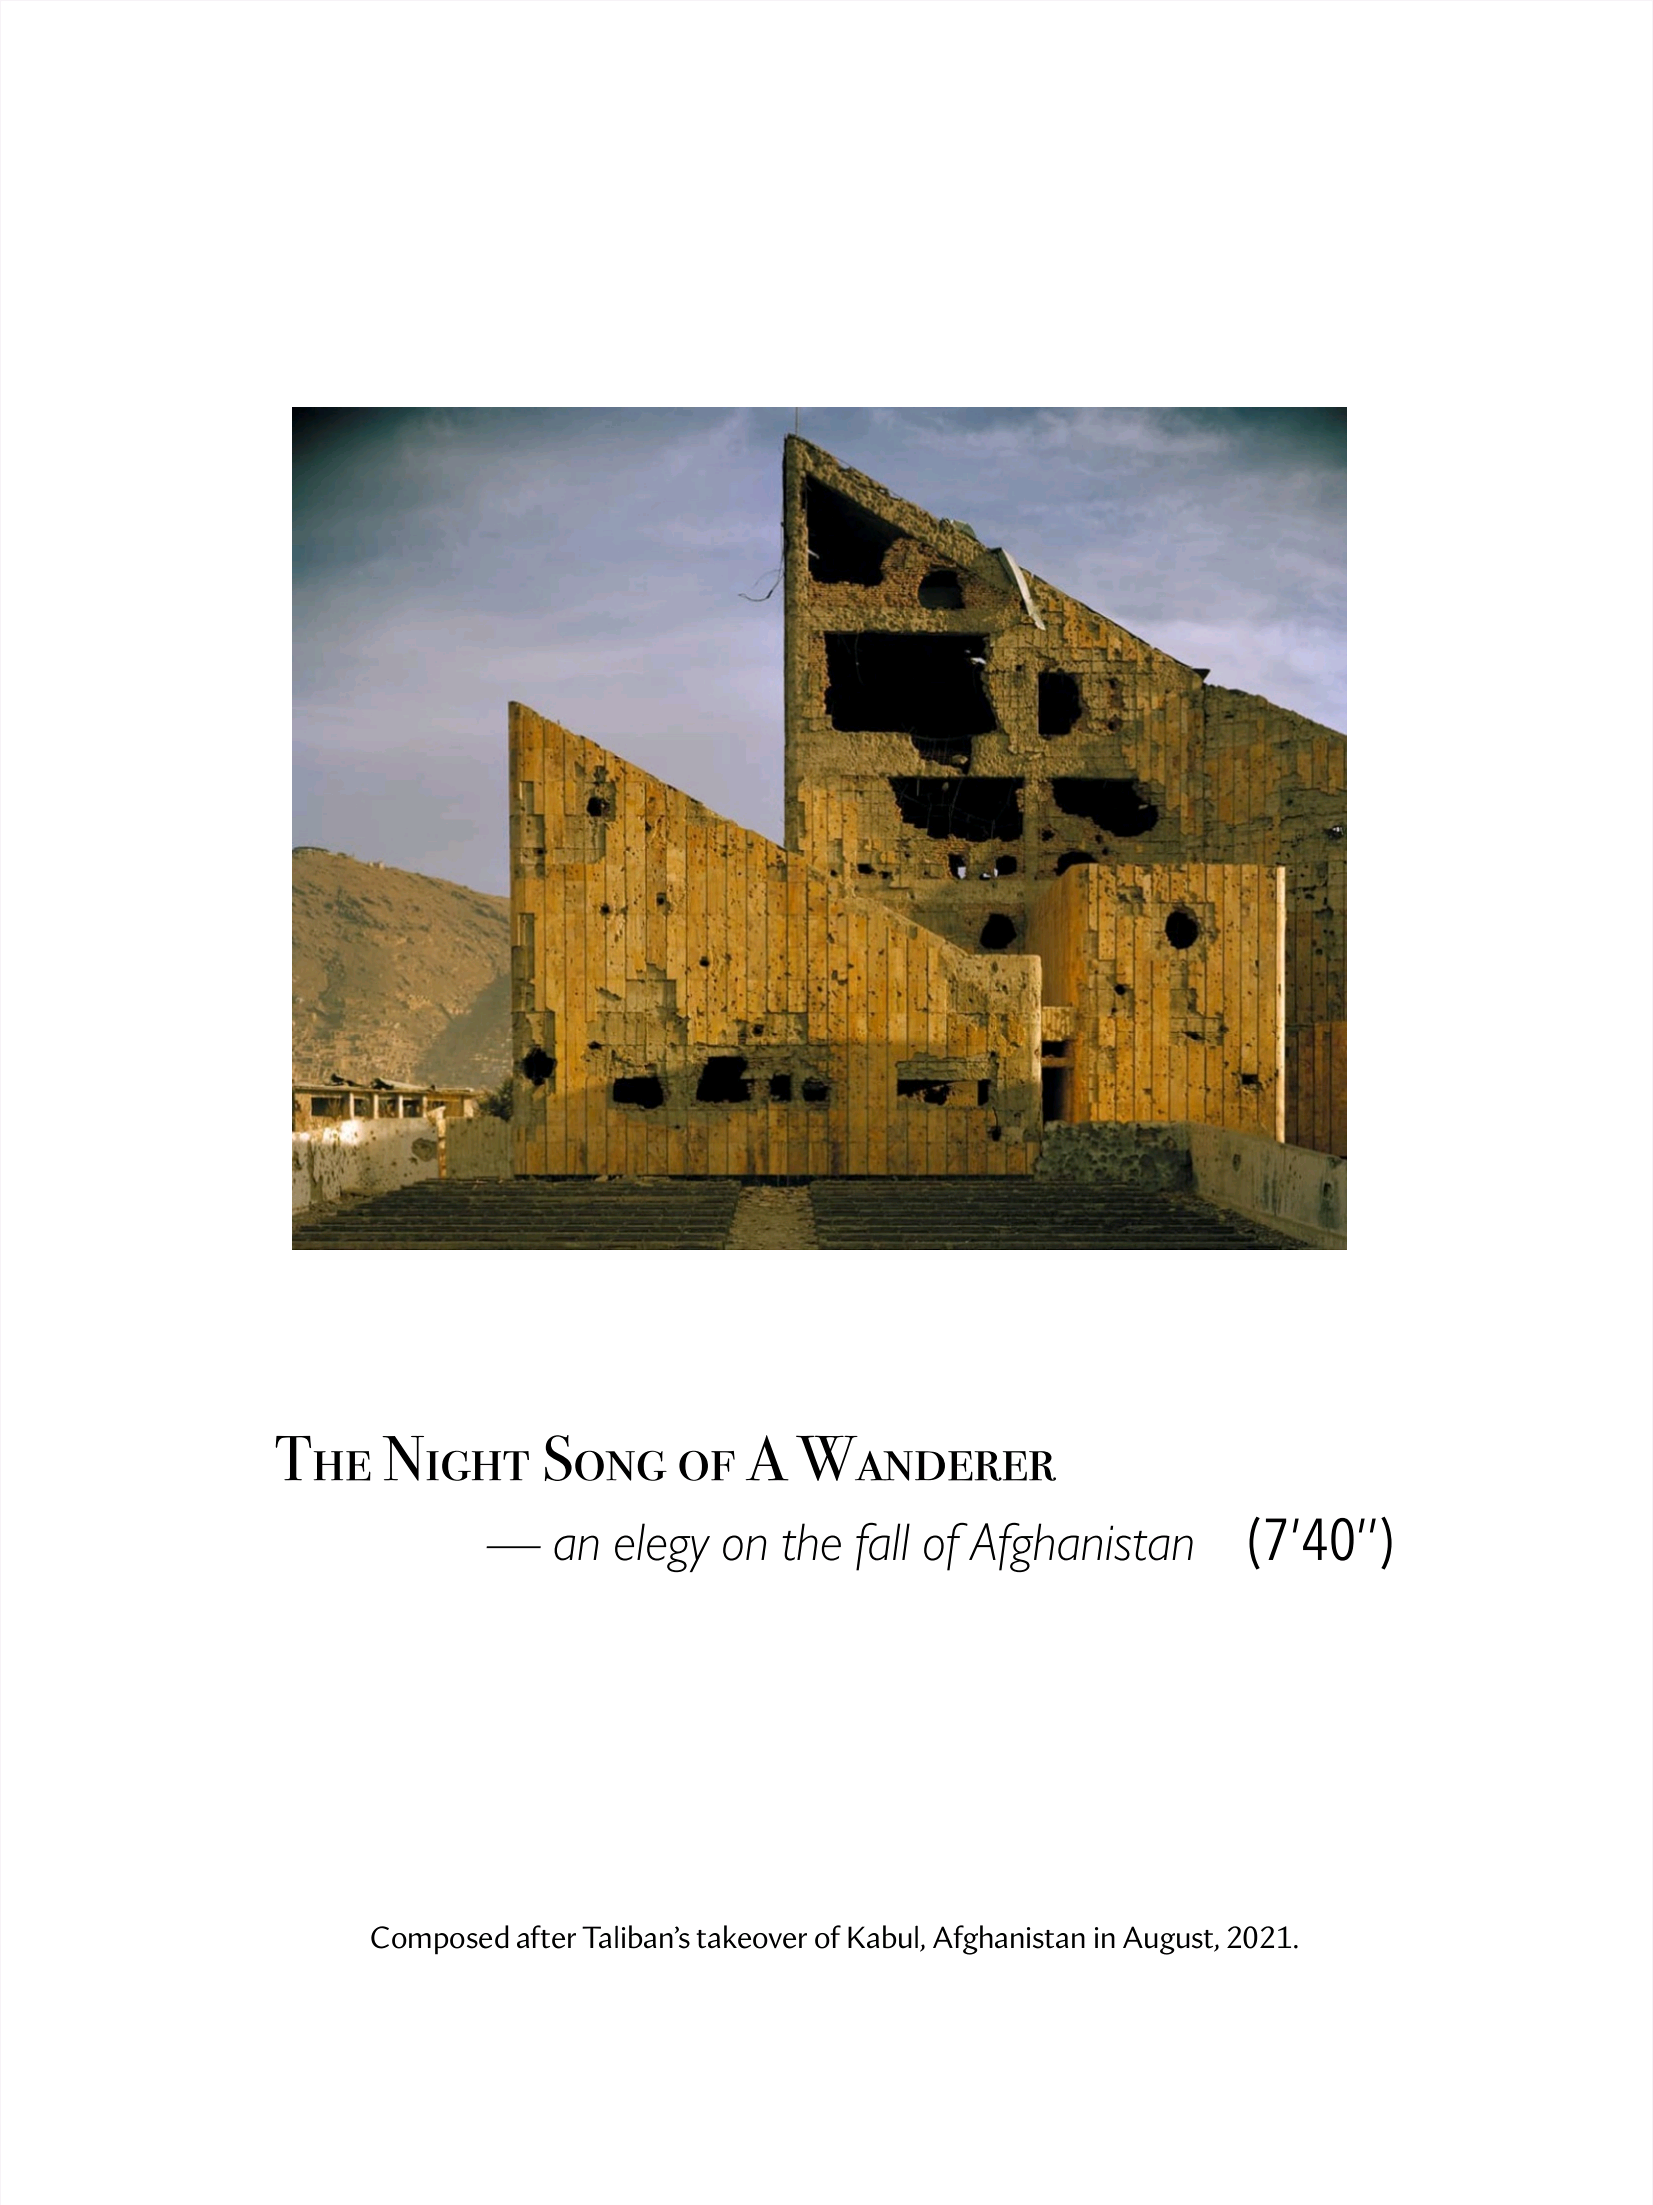 The Night Song of A Wanderer
— an elegy on the fall of Afghanistan (7′40″)
Composed after Taliban’s takeover of Kabul, Afghanistan in August, 2021.